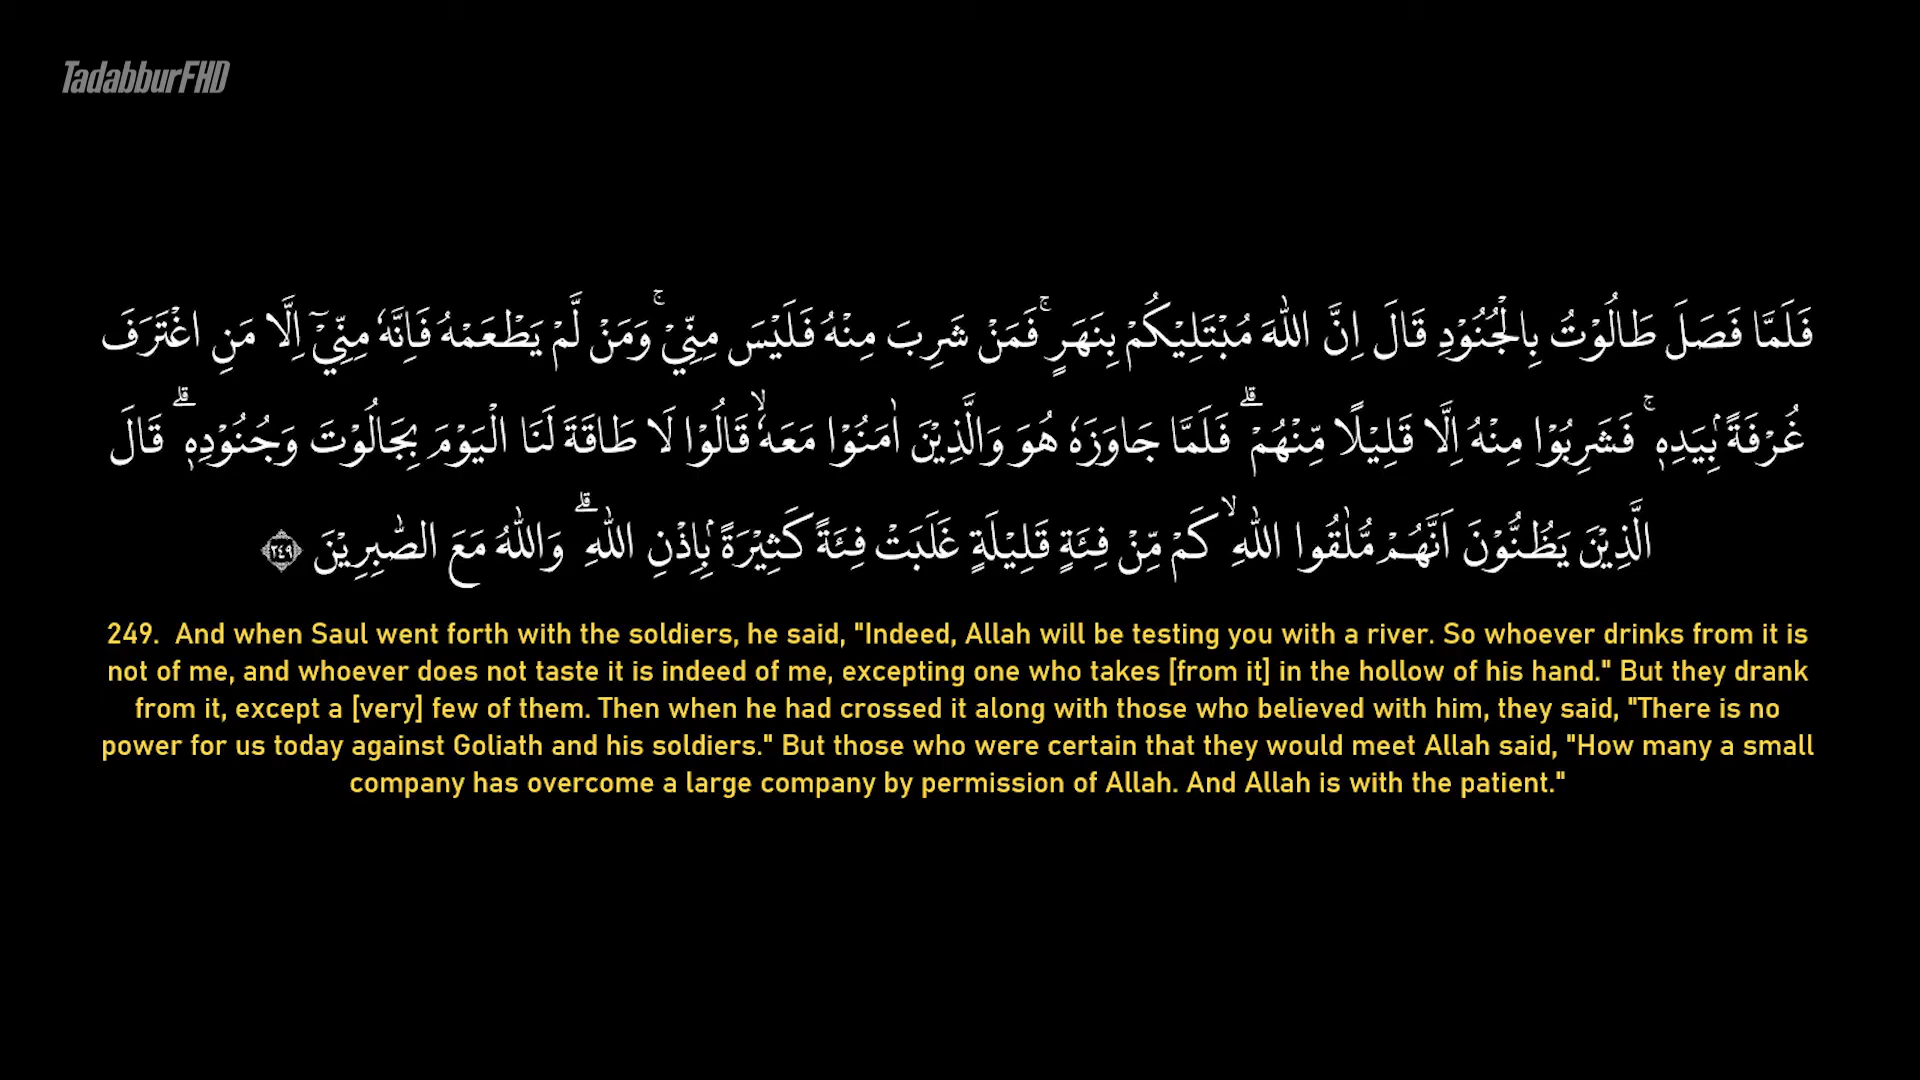 TadabburFHD
فَلَمَّا فَصَلَ طَالُوْتُ بِالْجُنُوْدِ قَالَ اِنَّ اللّٰهَ مُبْتَلِيْكُمْ بِنَهَرٍ ۚ فَمَنْ شَرِبَ مِنْهُ فَلَيْسَ مِنِّيْ ۚ وَمَنْ لَّمْ يَطْعَمْهُ فَاِنَّهٗ مِنِّيْٓ اِلَّا مَنِ اغْتَرَفَ
غُرْفَةًۢ بِيَدِهٖ ۚ فَشَرِبُوْا مِنْهُ اِلَّا قَلِيْلًا مِّنْهُمْ ۗ فَلَمَّا جَاوَزَهٗ هُوَ وَالَّذِيْنَ اٰمَنُوْا مَعَهٗ ۙ قَالُوْا لَا طَاقَةَ لَنَا الْيَوْمَ بِجَالُوْتَ وَجُنُوْدِهٖ ۗ قَالَ
الَّذِيْنَ يَظُنُّوْنَ اَنَّهُمْ مُّلٰقُوا اللّٰهِ ۙ كَمْ مِّنْ فِئَةٍ قَلِيْلَةٍ غَلَبَتْ فِئَةً كَثِيْرَةً ۢبِاِذْنِ اللّٰهِ ۗ وَاللّٰهُ مَعَ الصّٰبِرِيْنَ ٢٤٩
249. And when Saul went forth with the soldiers, he said, "Indeed, Allah will be testing you with a river. So whoever drinks from it is
not of me, and whoever does not taste it is indeed of me, excepting one who takes [from it] in the hollow of his hand." But they drank
from it, except a [very] few of them. Then when he had crossed it along with those who believed with him, they said, "There is no
power for us today against Goliath and his soldiers." But those who were certain that they would meet Allah said, "How many a small
company has overcome a large company by permission of Allah. And Allah is with the patient."